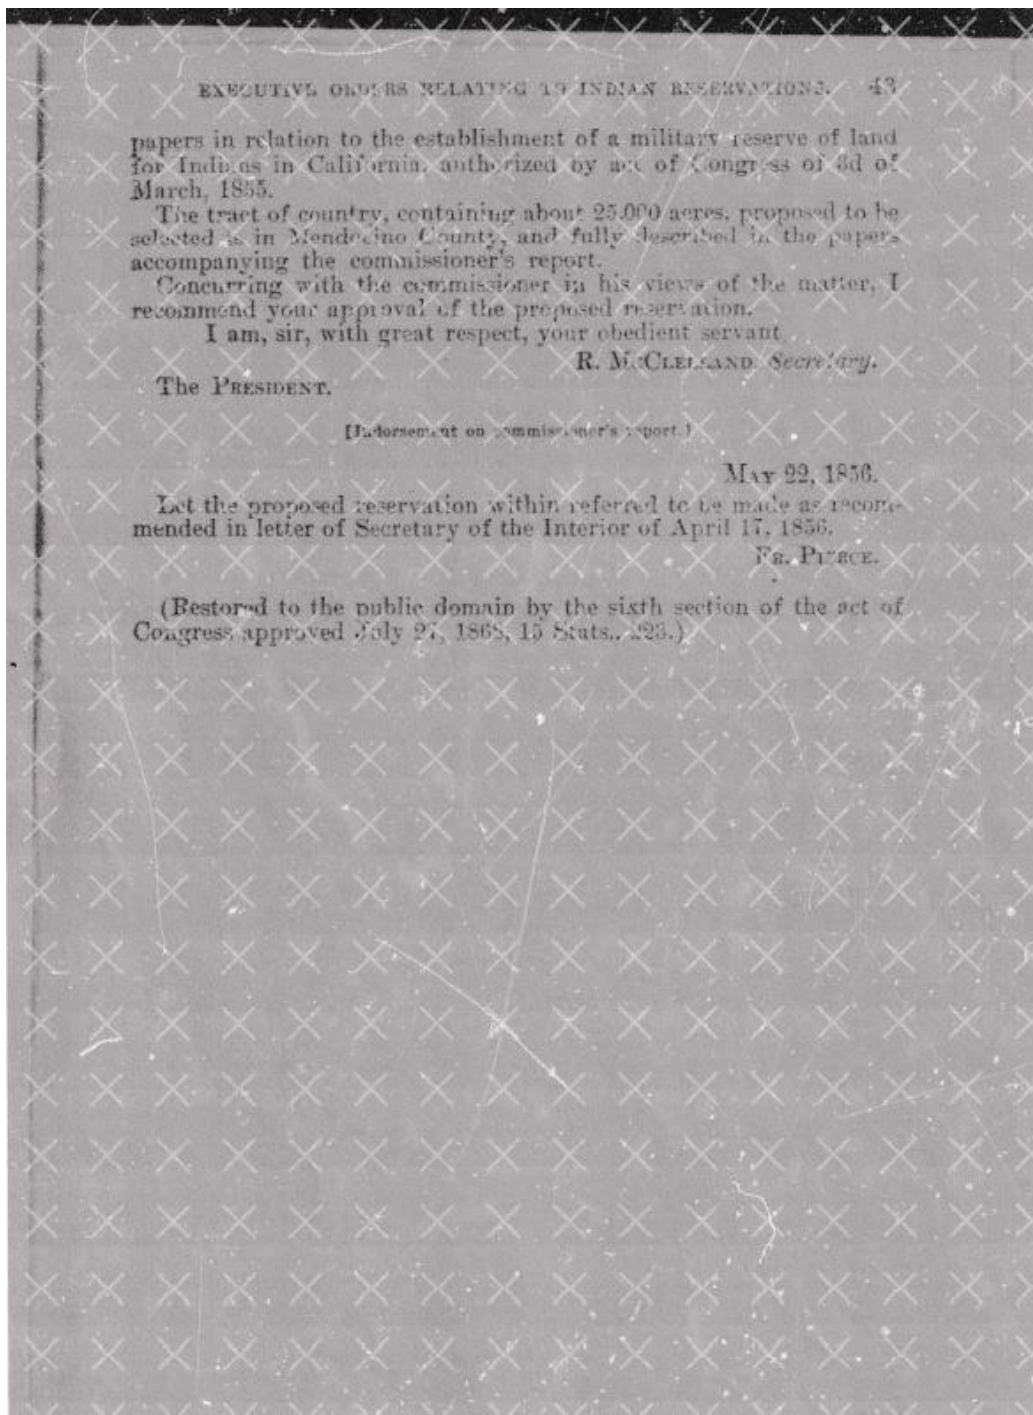 EXECUTIVE ORDERS RELATING TO INDIAN RESERVATIONS. 43
papers in relation to the establishment of a military reserve of land
for Indians in California, authorized by act of Congress of 3d of
March, 1855.
The tract of country, containing about 25,000 acres, proposed to be
selected is in Mendocino County, and fully described in the papers
accompanying the commissioner's report.
Concurring with the commissioner in his views of the matter, I
recommend your approval of the proposed reservation.
I am, sir, with great respect, your obedient servant
R. McClelland, Secretary.
The President.
[Indorsement on commissioner's report.]
May 22, 1856.
Let the proposed reservation within referred to be made as recom-
mended in letter of Secretary of the Interior of April 17, 1856.
Fr. Pierce.
(Restored to the public domain by the sixth section of the act of
Congress approved July 27, 1868, 15 Stats., 223.)